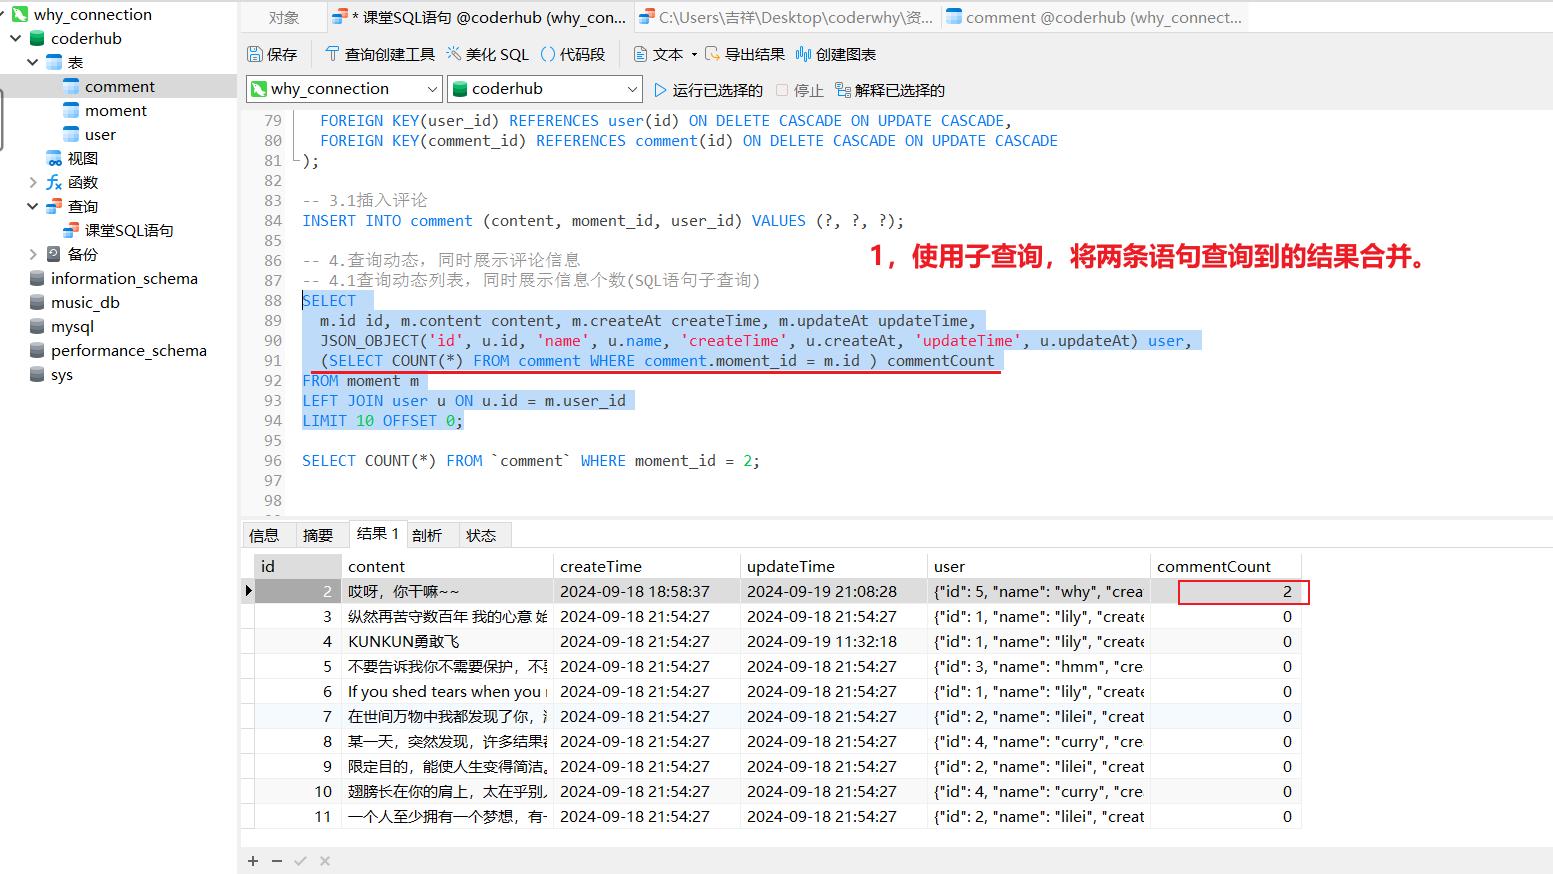 why_connection
coderhub
表
comment
moment
user
视图
函数
查询
课堂SQL语句
备份
information_schema
music_db
mysql
performance_schema
sys
对象
* 课堂SQL语句 @coderhub (why_con...
C:\Users\吉祥\Desktop\coderwhy\资...
comment @coderhub (why_connect...
保存 查询创建工具 美化 SQL () 代码段 文本 导出结果 创建图表
why_connection coderhub 运行已选择的 停止 解释已选择的
79 FOREIGN KEY(user_id) REFERENCES user(id) ON DELETE CASCADE ON UPDATE CASCADE,
80 FOREIGN KEY(comment_id) REFERENCES comment(id) ON DELETE CASCADE ON UPDATE CASCADE
81 );
82
83 -- 3.1插入评论
84 INSERT INTO comment (content, moment_id, user_id) VALUES (?, ?, ?);
85
1，使用子查询，将两条语句查询到的结果合并。
86 -- 4.查询动态，同时展示评论信息
87 -- 4.1查询动态列表，同时展示信息个数(SQL语句子查询)
88 SELECT
89 m.id id, m.content content, m.createAt createTime, m.updateAt updateTime,
90 JSON_OBJECT('id', u.id, 'name', u.name, 'createTime', u.createAt, 'updateTime', u.updateAt) user,
91 (SELECT COUNT(*) FROM comment WHERE comment.moment_id = m.id ) commentCount
92 FROM moment m
93 LEFT JOIN user u ON u.id = m.user_id
94 LIMIT 10 OFFSET 0;
95
96 SELECT COUNT(*) FROM `comment` WHERE moment_id = 2;
97
98
信息 摘要 结果 1 剖析 状态
id content createTime updateTime user commentCount
2 哎呀，你干嘛~~ 2024-09-18 18:58:37 2024-09-19 21:08:28 {"id": 5, "name": "why", "crea 2
3 纵然再苦守数百年 我的心意 始 2024-09-18 21:54:27 2024-09-18 21:54:27 {"id": 1, "name": "lily", "create 0
4 KUNKUN勇敢飞 2024-09-18 21:54:27 2024-09-19 11:32:18 {"id": 1, "name": "lily", "create 0
5 不要告诉我你不需要保护，不 2024-09-18 21:54:27 2024-09-18 21:54:27 {"id": 3, "name": "hmm", "cre 0
6 If you shed tears when you 2024-09-18 21:54:27 2024-09-18 21:54:27 {"id": 1, "name": "lily", "create 0
7 在世间万物中我都发现了你， 2024-09-18 21:54:27 2024-09-18 21:54:27 {"id": 2, "name": "lilei", "creat 0
8 某一天，突然发现，许多结果 2024-09-18 21:54:27 2024-09-18 21:54:27 {"id": 4, "name": "curry", "cre 0
9 限定目的，能使人生变得简洁。 2024-09-18 21:54:27 2024-09-18 21:54:27 {"id": 2, "name": "lilei", "creat 0
10 翅膀长在你的肩上，太在乎别 2024-09-18 21:54:27 2024-09-18 21:54:27 {"id": 4, "name": "curry", "cre 0
11 一个人至少拥有一个梦想，有 2024-09-18 21:54:27 2024-09-18 21:54:27 {"id": 2, "name": "lilei", "creat 0